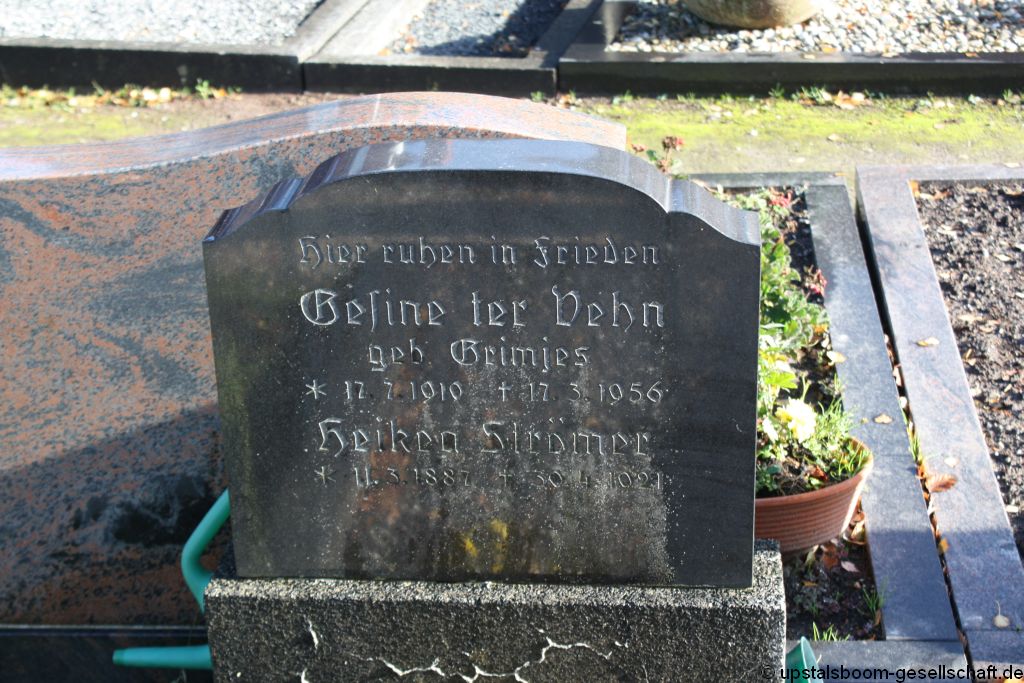 Hier ruhen in Frieden
Gesine ter Vehn
geb. Grimjes
* 17. 7. 1910 † 17. 3. 1956
Heikea Strömer
* 11. 3. 1887 † 30. 4. 1921
© upstalsboom-gesellschaft.de